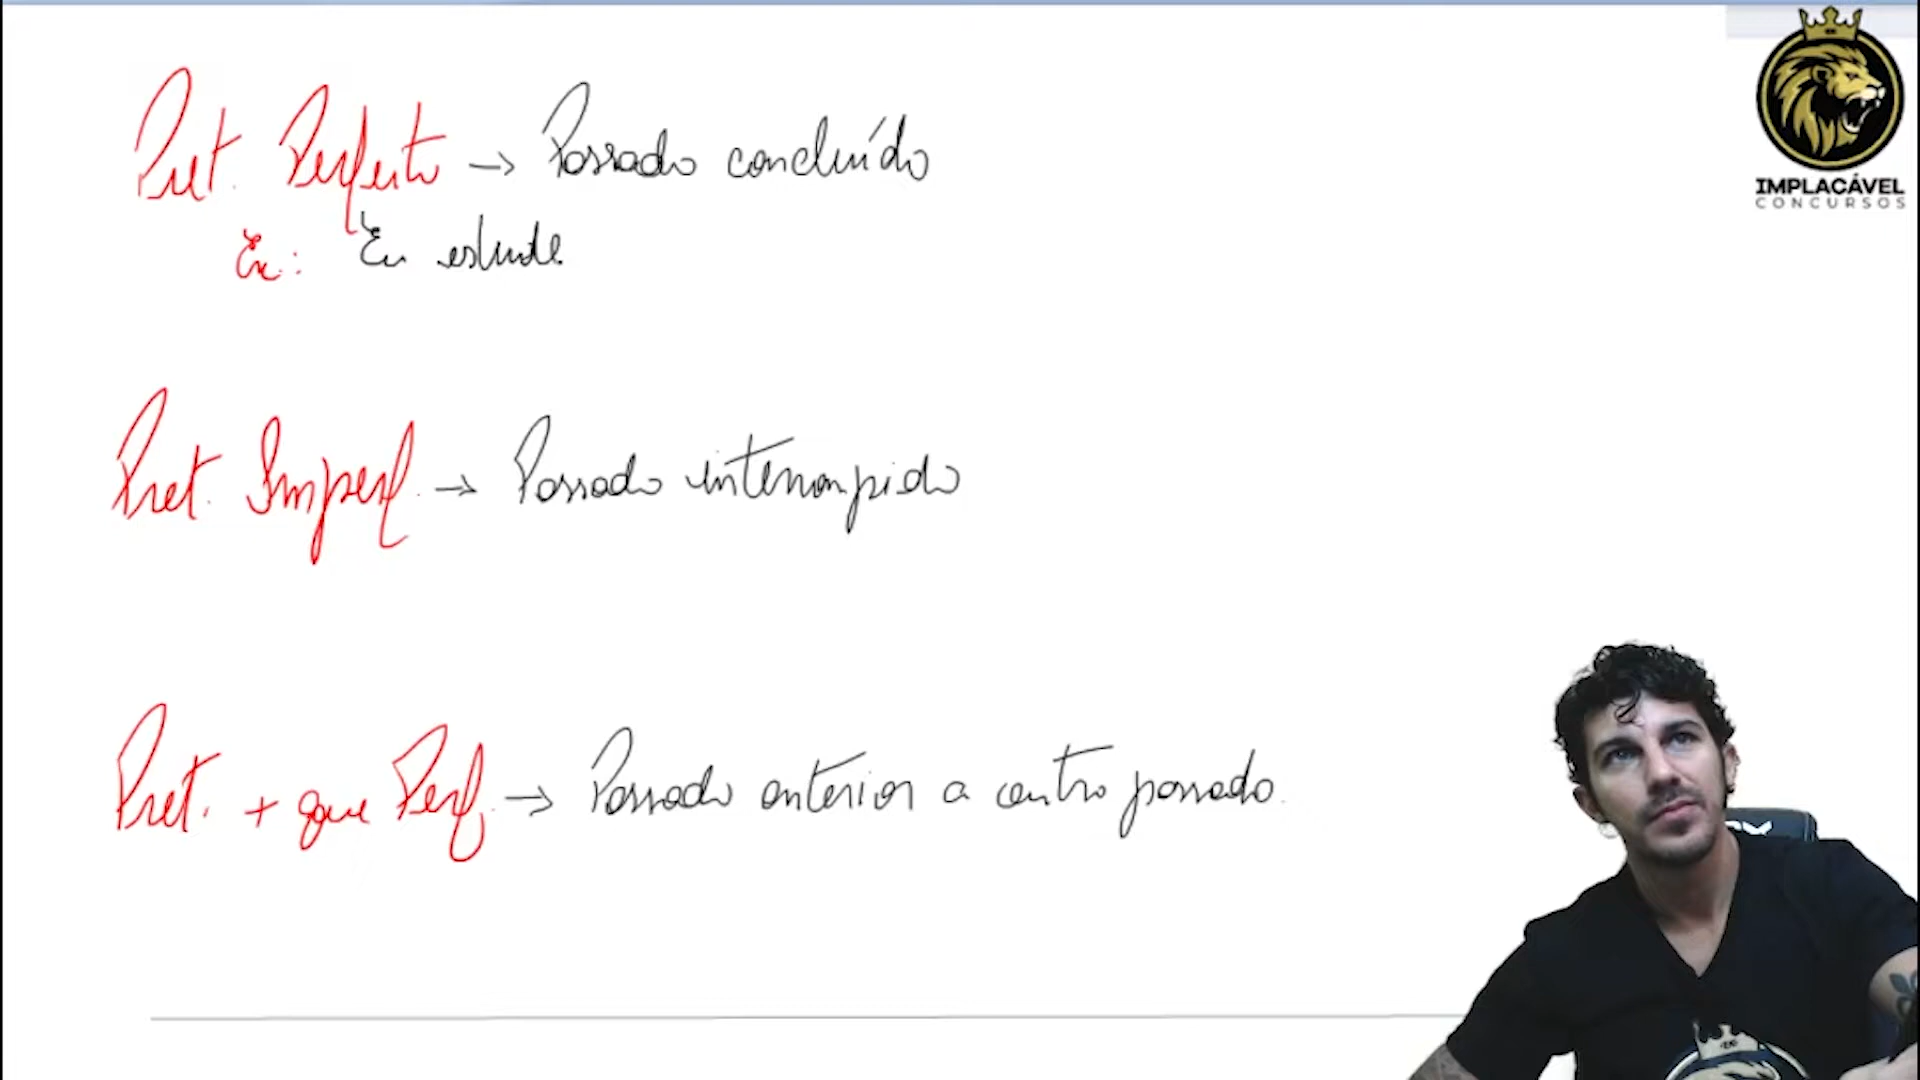 Pret. Perfeito → Passado concluído
Ex.: Eu estude
Pret. Imperf. → Passado interrompido
Pret. + que Perf. → Passado anterior a outro passado.
IMPLACÁVEL
CONCURSOS